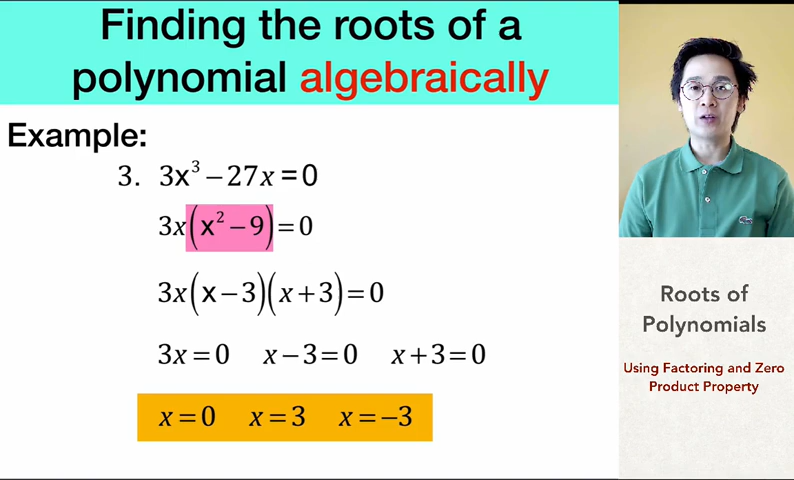 Finding the roots of a
polynomial algebraically
Example:
3. 3x³ − 27x = 0
3x(x² − 9) = 0
3x(x − 3)(x + 3) = 0
3x = 0 x − 3 = 0 x + 3 = 0
x = 0 x = 3 x = −3
Roots of
Polynomials
Using Factoring and Zero
Product Property